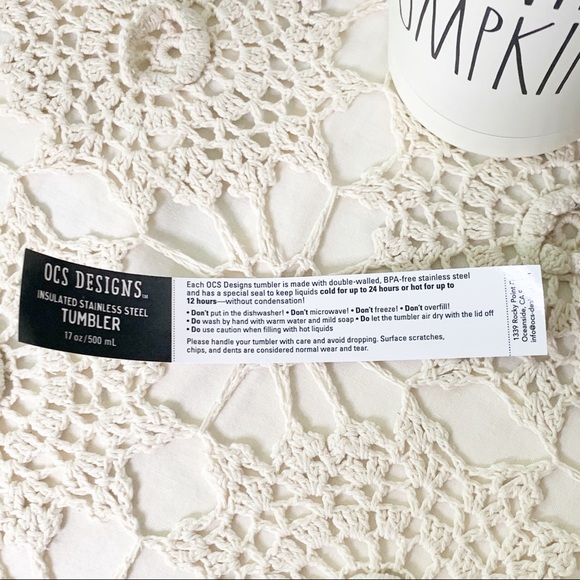 UMPKIN
OCS DESIGNS™
INSULATED STAINLESS STEEL
TUMBLER
17 oz/500 mL
Each OCS Designs tumbler is made with double-walled, BPA-free stainless steel
and has a special seal to keep liquids cold for up to 24 hours or hot for up to
12 hours—without condensation!
• Don't put in the dishwasher! • Don't microwave! • Don't freeze! • Don't overfill!
• Do wash by hand with warm water and mild soap • Do let the tumbler air dry with the lid off
• Do use caution when filling with hot liquids
Please handle your tumbler with care and avoid dropping. Surface scratches,
chips, and dents are considered normal wear and tear.
1339 Rocky Point
Oceanside, CA
info@ocs-des